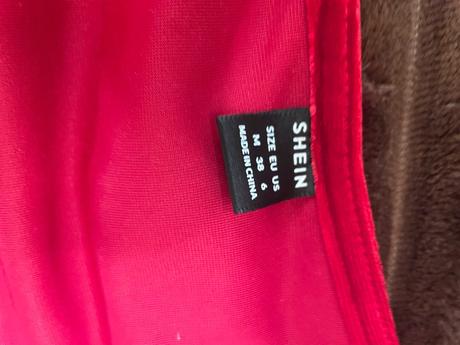 SHEIN
SIZE EU US
M 38 6
MADE IN CHINA